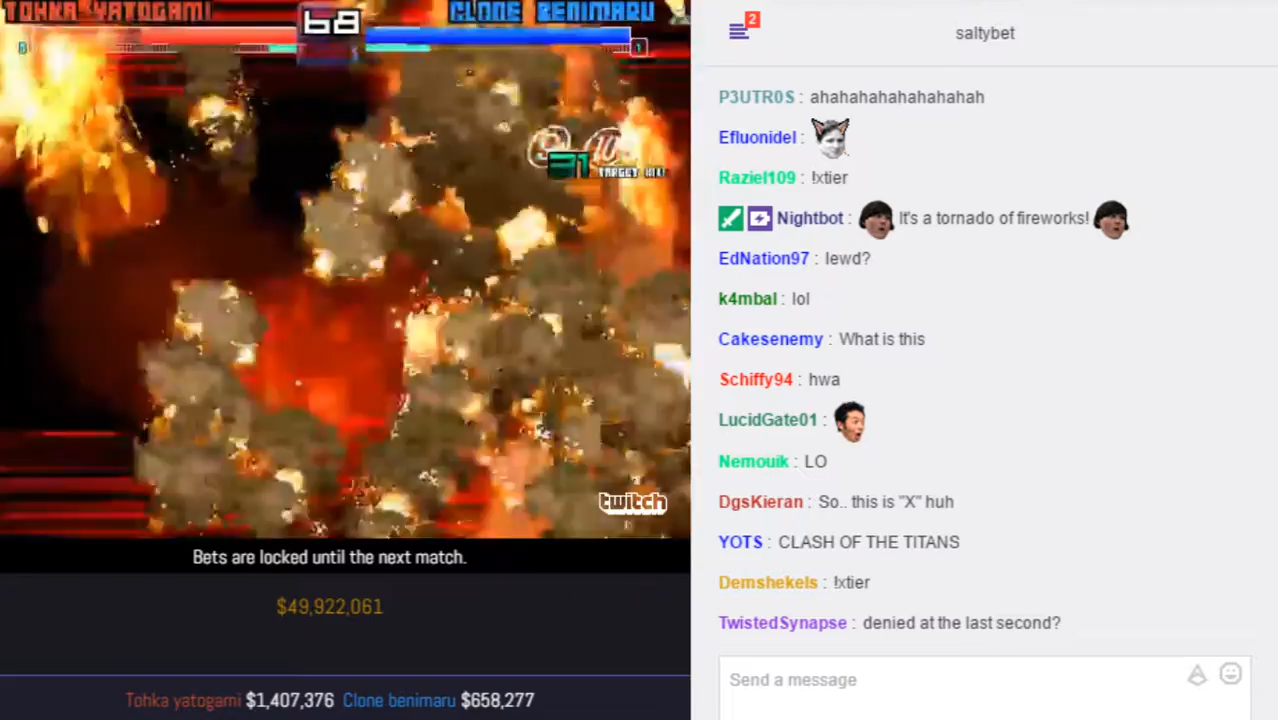 TOHKA YATOGAMI
68
CLONE BENIMARU
1
31
TARGET HIT
twitch
Bets are locked until the next match.
$49,922,061
Tohka yatogami $1,407,376 Clone benimaru $658,277
2
saltybet
P3UTR0S : ahahahahahahahahah
Efluonidel :
Raziel109 : !xtier
Nightbot : It's a tornado of fireworks!
EdNation97 : lewd?
k4mbal : lol
Cakesenemy : What is this
Schiffy94 : hwa
LucidGate01 :
Nemouik : LO
DgsKieran : So.. this is "X" huh
YOTS : CLASH OF THE TITANS
Demshekels : !xtier
TwistedSynapse : denied at the last second?
Send a message